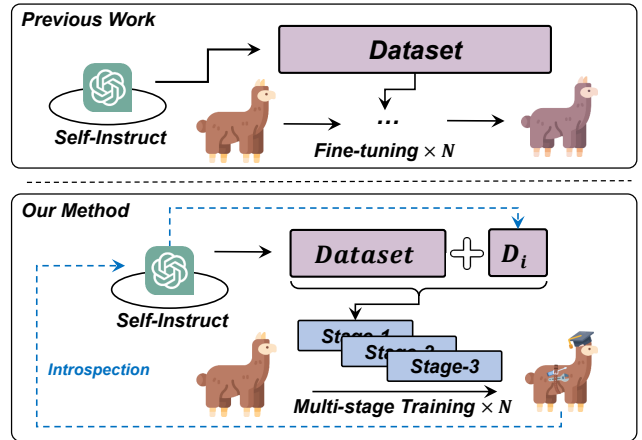 Previous Work
Dataset
Self-Instruct
...
Fine-tuning × N
Our Method
Dataset
D_i
Self-Instruct
Stage-1
Stage-2
Stage-3
Introspection
Multi-stage Training × N